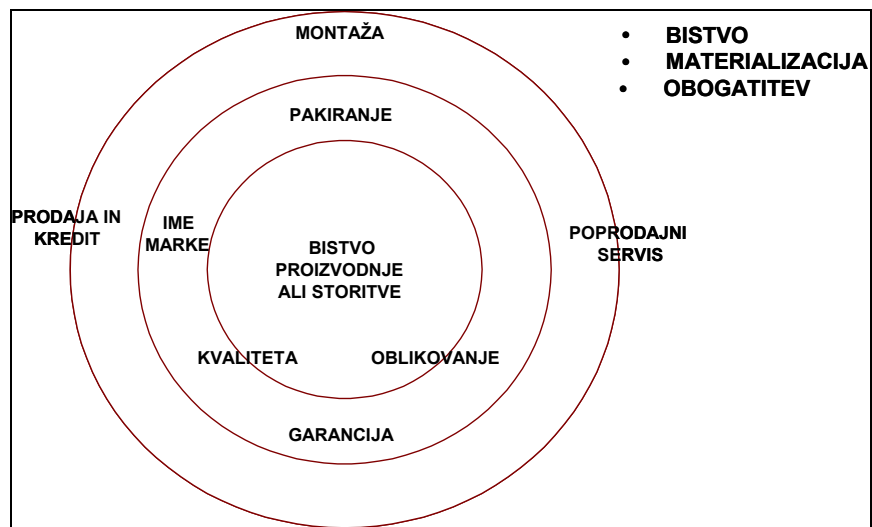 MONTAŽA
• BISTVO
• MATERIALIZACIJA
• OBOGATITEV
PAKIRANJE
PRODAJA IN
KREDIT
IME
MARKE
BISTVO
PROIZVODNJE
ALI STORITVE
POPRODAJNI
SERVIS
KVALITETA
OBLIKOVANJE
GARANCIJA